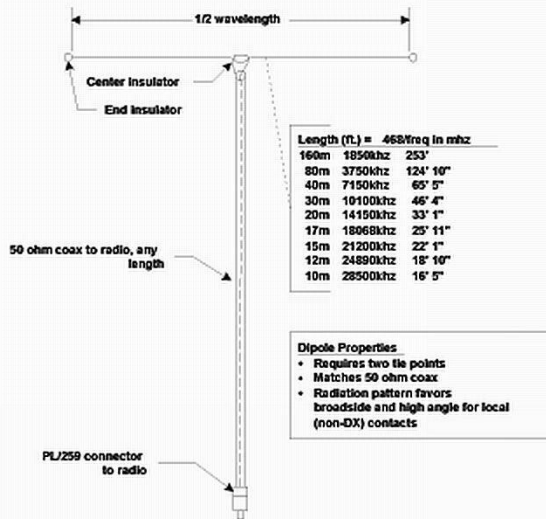 1/2 wavelength
Center insulator
End insulator
Length (ft.) = 468/freq in mhz
160m 1850khz 253'
80m 3750khz 124' 10"
40m 7150khz 65' 5"
30m 10100khz 46' 4"
20m 14150khz 33' 1"
17m 18068khz 25' 11"
15m 21200khz 22' 1"
12m 24890khz 18' 10"
10m 28500khz 16' 5"
50 ohm coax to radio, any
length
Dipole Properties
• Requires two tie points
• Matches 50 ohm coax
• Radiation pattern favors
broadside and high angle for local
(non-DX) contacts
PL/259 connector
to radio